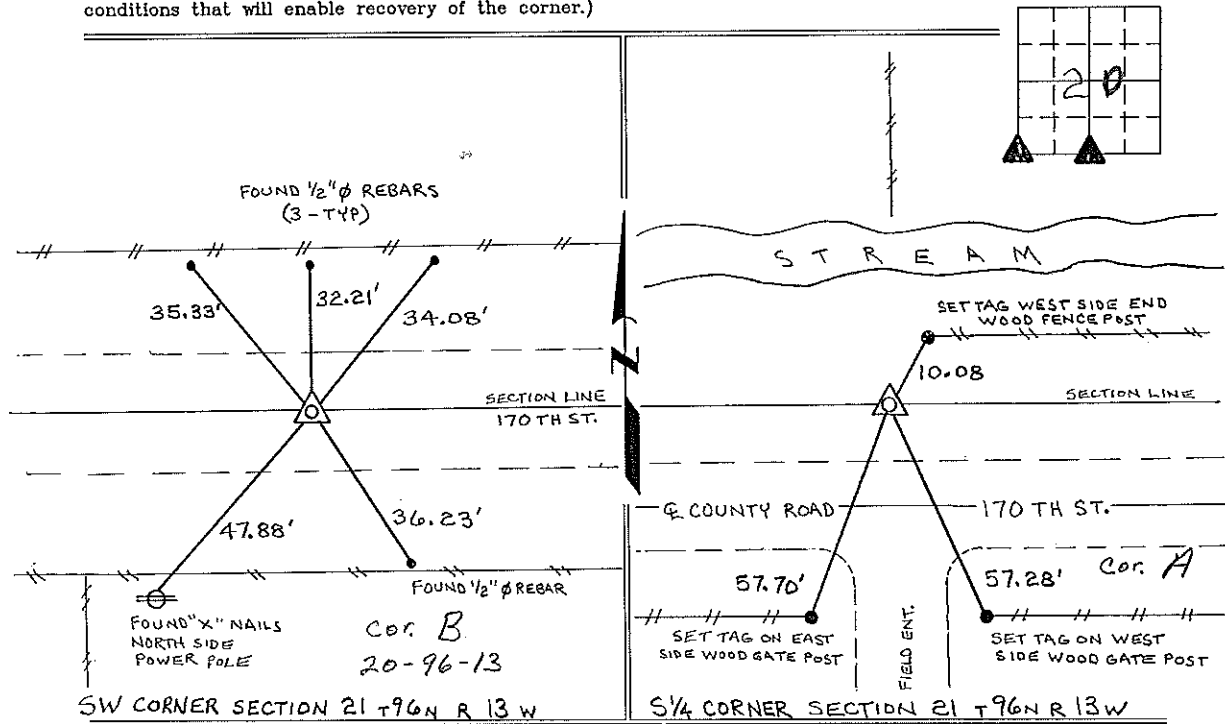 conditions that will enable recovery of the corner.)
20
FOUND 1/2"Ø REBARS
(3-TYP)
35.33'
32.21'
34.08'
SECTION LINE
170 TH ST.
47.88'
36.23'
FOUND 1/2"Ø REBAR
FOUND "X" NAILS
NORTH SIDE
POWER POLE
Cor. B
20-96-13
SW CORNER SECTION 21 T96N R 13 W
N
STREAM
SET TAG WEST SIDE END
WOOD FENCE POST
10.08
SECTION LINE
℄ COUNTY ROAD
170 TH ST.
57.70'
57.28'
Cor. A
SET TAG ON EAST
SIDE WOOD GATE POST
FIELD ENT.
SET TAG ON WEST
SIDE WOOD GATE POST
S1/4 CORNER SECTION 21 T96N R 13 W